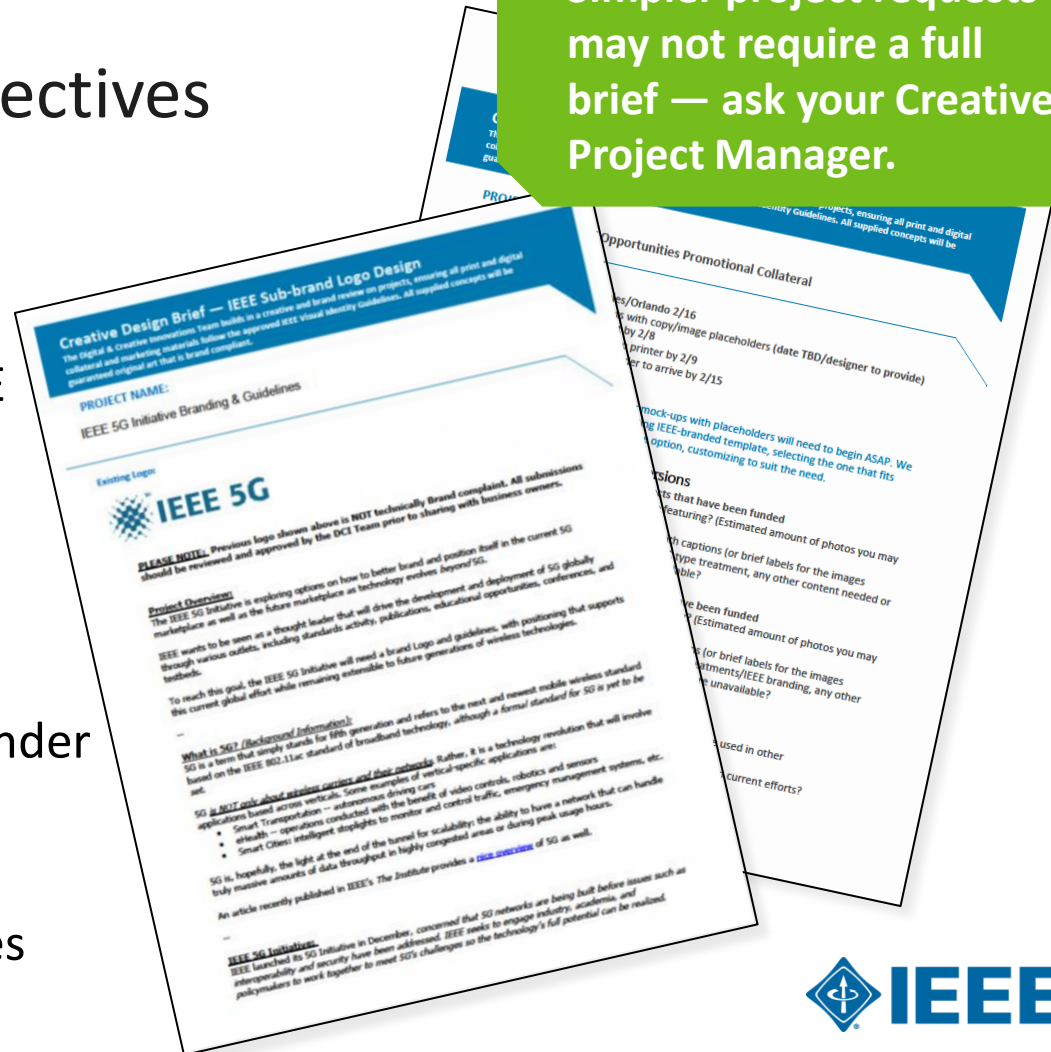 ectives
Simpler project requests
may not require a full
brief — ask your Creative
Project Manager.
nder
es
Creative Design Brief — IEEE Sub-brand Logo Design
The Digital & Creative Innovations Team builds in a creative and brand review on projects, ensuring all print and digital
collateral and marketing materials follow the approved IEEE Visual Identity Guidelines. All supplied concepts will be
guaranteed original art that is brand compliant.
PROJECT NAME:
IEEE 5G Initiative Branding & Guidelines
Existing Logo:
IEEE 5G
PLEASE NOTE: Previous logo shown above is NOT technically Brand complaint. All submissions
should be reviewed and approved by the DCI Team prior to sharing with business owners.
Project Overview:
The IEEE 5G Initiative is exploring options on how to better brand and position itself in the current 5G
marketplace as well as the future marketplace as technology evolves beyond 5G.
IEEE wants to be seen as a thought leader that will drive the development and deployment of 5G globally
through various outlets, including standards activity, publications, educational opportunities, conferences, and
testbeds.
To reach this goal, the IEEE 5G Initiative will need a brand Logo and guidelines, with positioning that supports
this current global effort while remaining extensible to future generations of wireless technologies.
...
What is 5G? (Background Information):
5G is a term that simply stands for fifth generation and refers to the next and newest mobile wireless standard
based on the IEEE 802.11ac standard of broadband technology, although a formal standard for 5G is yet to be
set.
5G is NOT only about wireless carriers and their networks. Rather, it is a technology revolution that will involve
applications based across verticals. Some examples of vertical-specific applications are:
• Smart Transportation -- autonomous driving cars
• eHealth -- operations conducted with the benefit of video controls, robotics and sensors
• Smart Cities: intelligent stoplights to monitor and control traffic, emergency management systems, etc.
5G is, hopefully, the light at the end of the tunnel for scalability: the ability to have a network that can handle
truly massive amounts of data throughput in highly congested areas or during peak usage hours.
An article recently published in IEEE's The Institute provides a nice overview of 5G as well.
...
IEEE 5G Initiative:
IEEE launched its 5G Initiative in December, concerned that 5G networks are being built before issues such as
interoperability and security have been addressed. IEEE seeks to engage industry, academia, and
policymakers to work together to meet 5G's challenges so the technology's full potential can be realized.
PROJ
projects, ensuring all print and digital
entity Guidelines. All supplied concepts will be
Opportunities Promotional Collateral
es/Orlando 2/16
s with copy/image placeholders (date TBD/designer to provide)
by 2/8
printer by 2/9
er to arrive by 2/15
mock-ups with placeholders will need to begin ASAP. We
ng IEEE-branded template, selecting the one that fits
option, customizing to suit the need.
rsions
ts that have been funded
featuring? (Estimated amount of photos you may
th captions (or brief labels for the images
type treatment, any other content needed or
ble?
ve been funded
? (Estimated amount of photos you may
s (or brief labels for the images
atments/IEEE branding, any other
e unavailable?
used in other
current efforts?
IEEE